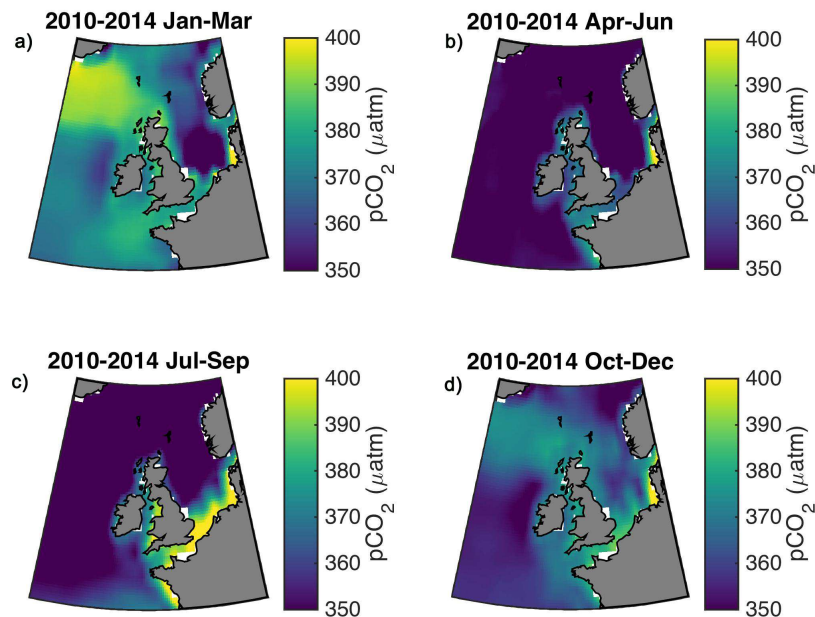 a)
2010-2014 Jan-Mar
400
390
380
370
360
350
pCO2 (µatm)
b)
2010-2014 Apr-Jun
400
390
380
370
360
350
pCO2 (µatm)
c)
2010-2014 Jul-Sep
400
390
380
370
360
350
pCO2 (µatm)
d)
2010-2014 Oct-Dec
400
390
380
370
360
350
pCO2 (µatm)